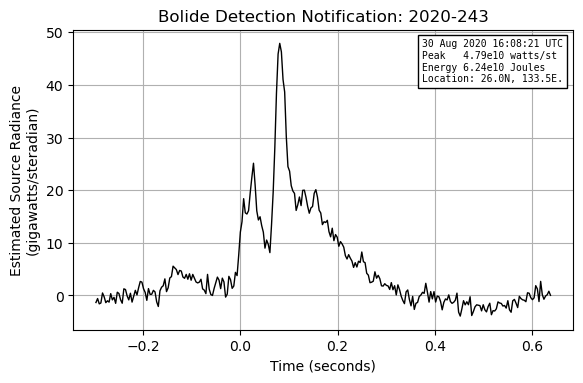 Bolide Detection Notification: 2020-243
30 Aug 2020 16:08:21 UTC
Peak   4.79e10 watts/st
Energy 6.24e10 Joules
Location: 26.0N, 133.5E.
Estimated Source Radiance
(gigawatts/steradian)
50
40
30
20
10
0
−0.2
0.0
0.2
0.4
0.6
Time (seconds)